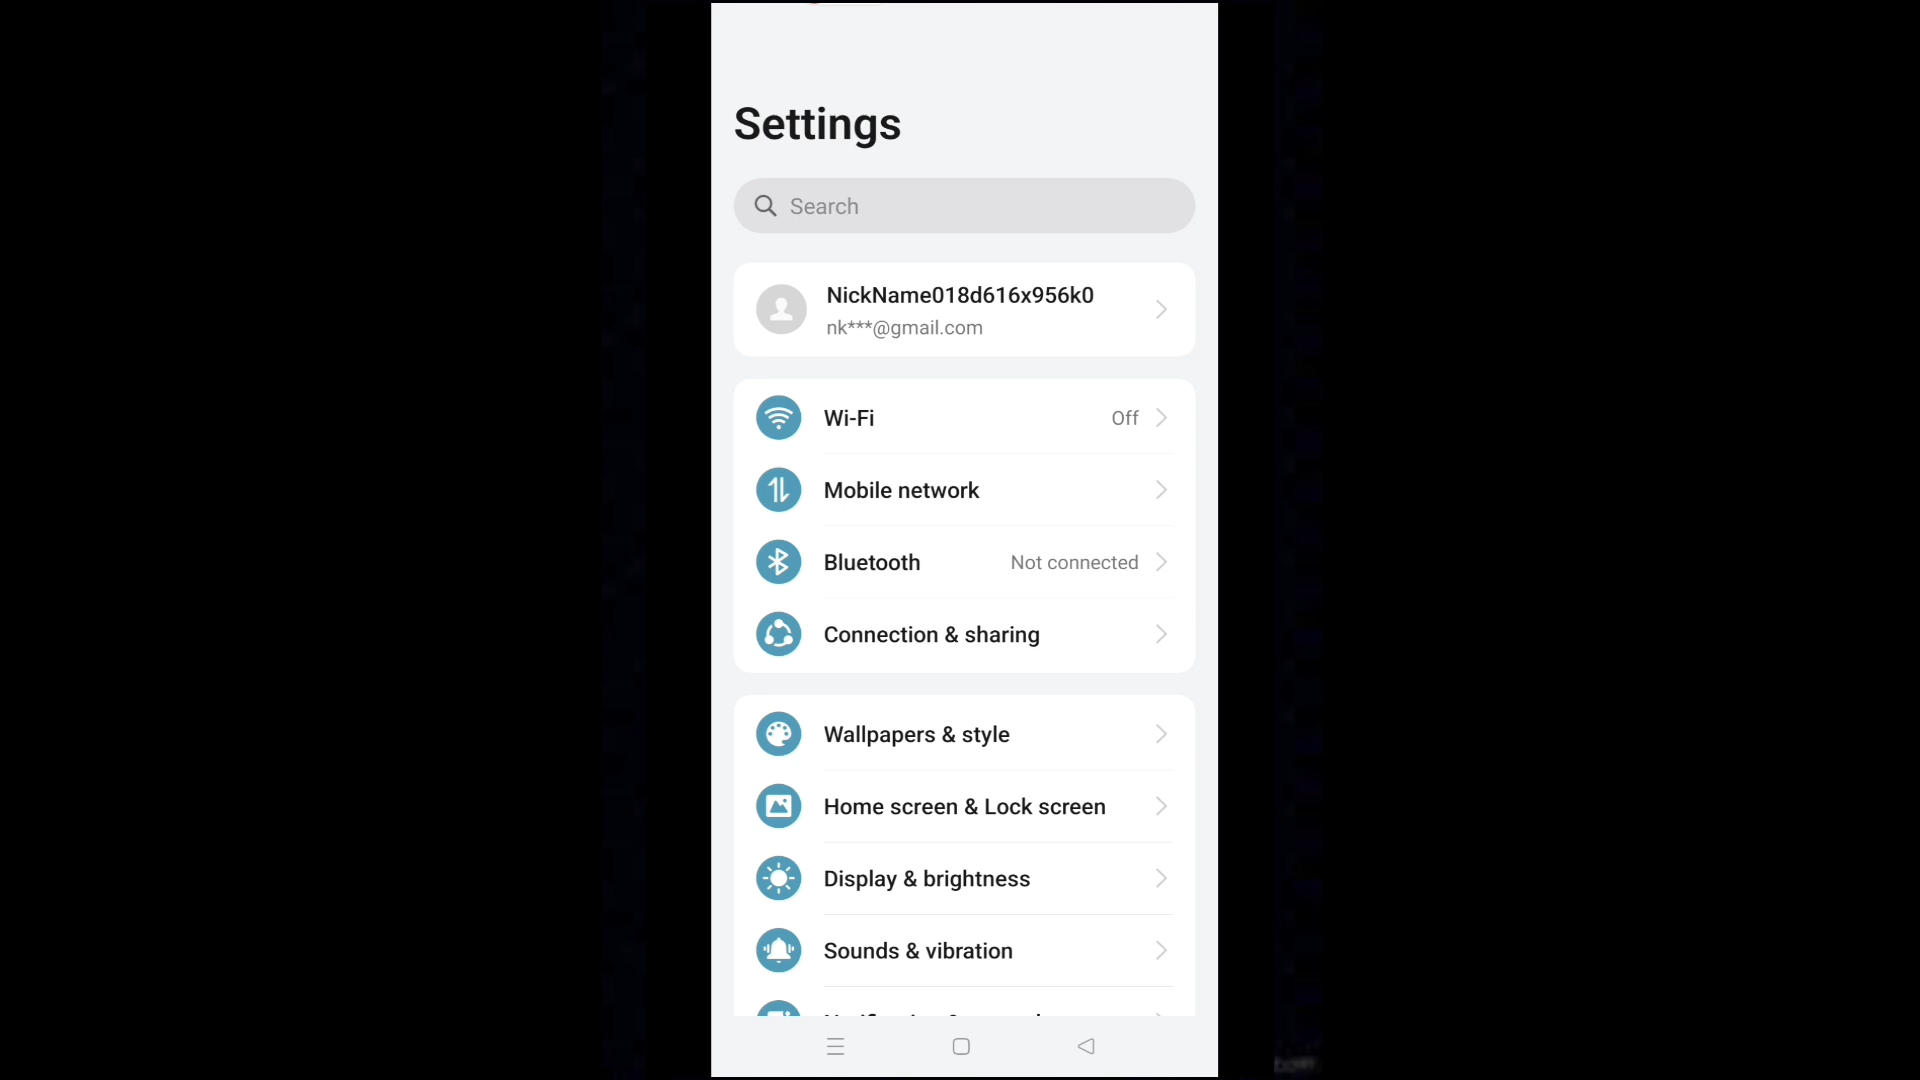 Settings
Search
NickName018d616x956k0
nk***@gmail.com
Wi-Fi Off
Mobile network
Bluetooth Not connected
Connection & sharing
Wallpapers & style
Home screen & Lock screen
Display & brightness
Sounds & vibration